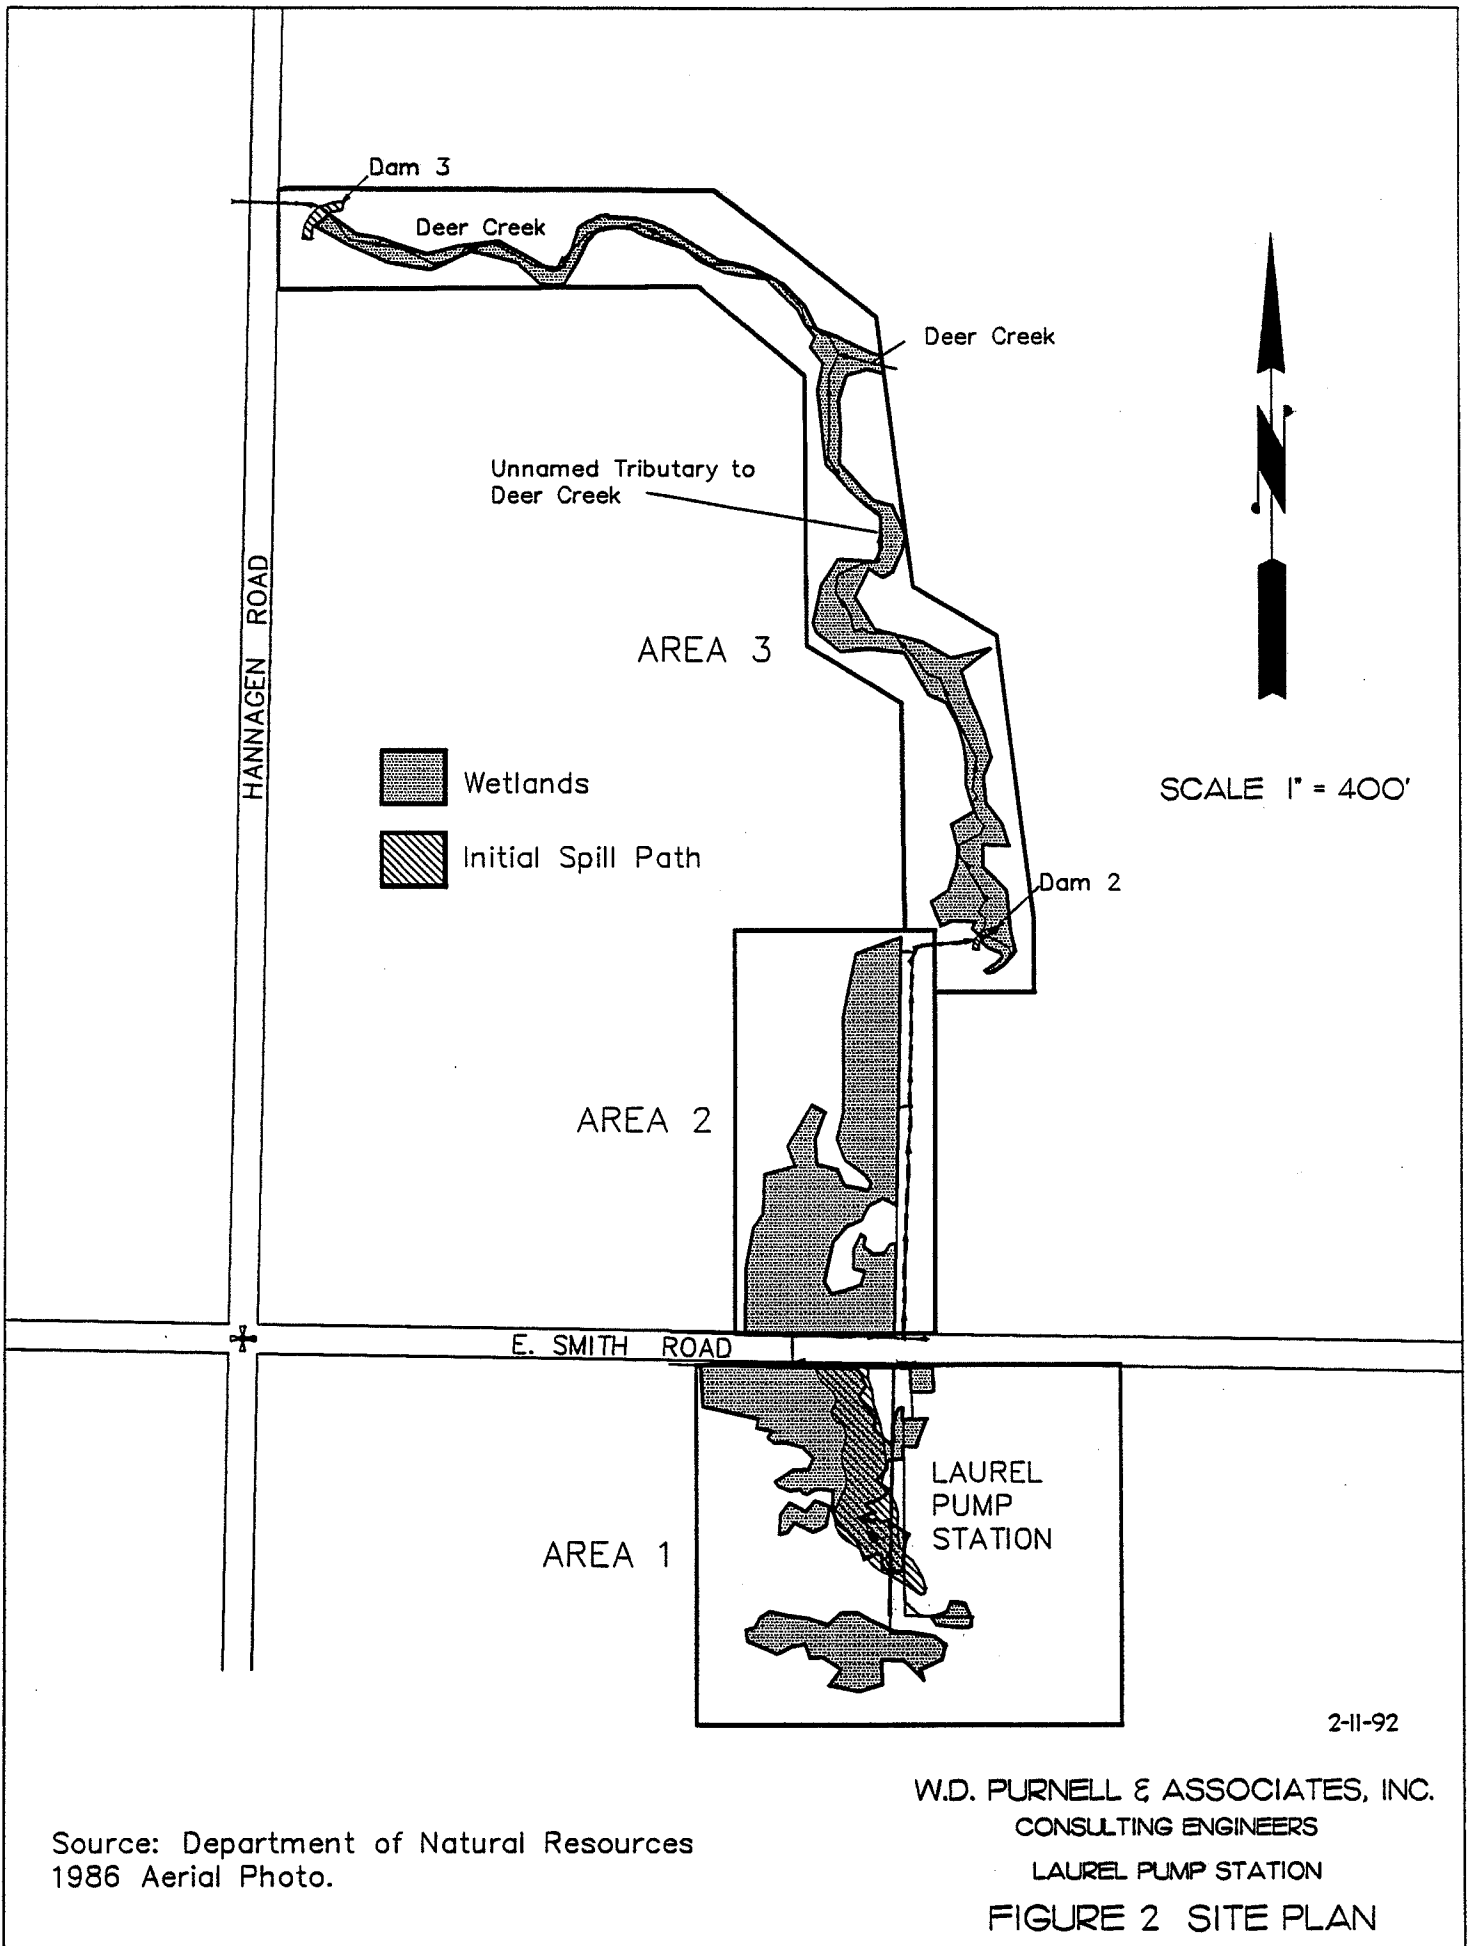 Dam 3
Deer Creek
Deer Creek
Unnamed Tributary to
Deer Creek
HANNAGEN ROAD
AREA 3
Wetlands
SCALE 1" = 400'
Initial Spill Path
Dam 2
AREA 2
E. SMITH ROAD
LAUREL
PUMP
STATION
AREA 1
N
2-11-92
W.D. PURNELL & ASSOCIATES, INC.
CONSULTING ENGINEERS
LAUREL PUMP STATION
FIGURE 2 SITE PLAN
Source: Department of Natural Resources
1986 Aerial Photo.